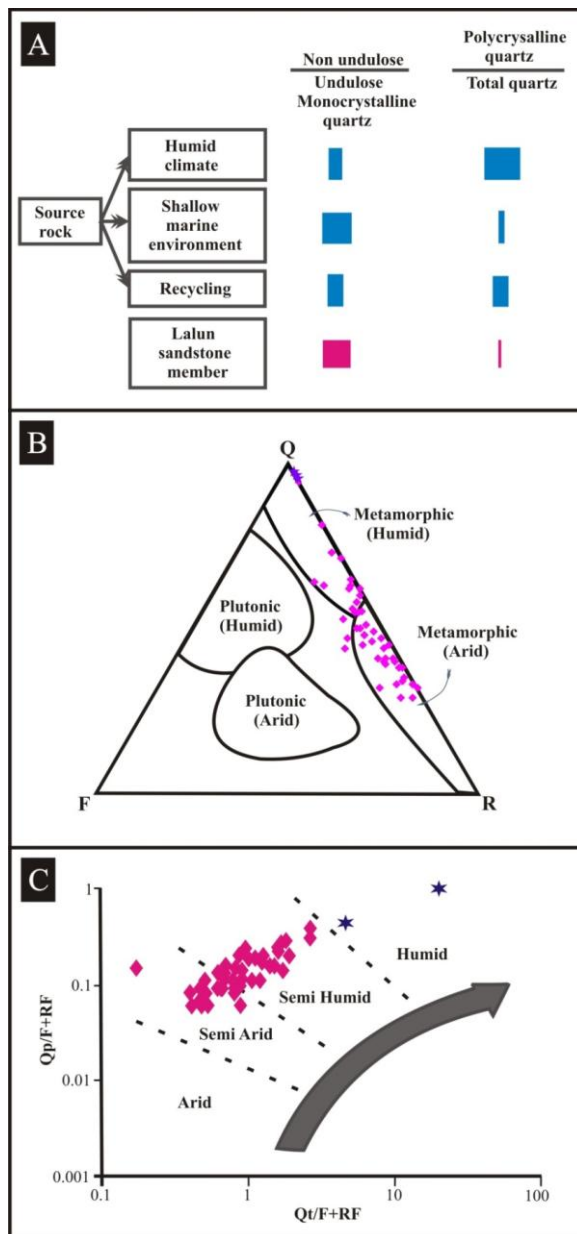 A
Non undulose
Undulose
Monocrystalline
quartz
Polycrysalline
quartz
Total quartz
Source
rock
Humid
climate
Shallow
marine
environment
Recycling
Lalun
sandstone
member
B
Q
Metamorphic
(Humid)
Plutonic
(Humid)
Metamorphic
(Arid)
Plutonic
(Arid)
F
R
C
Qp/F+RF
1
0.1
0.01
0.001
Humid
Semi Humid
Semi Arid
Arid
0.1
1
10
100
Qt/F+RF